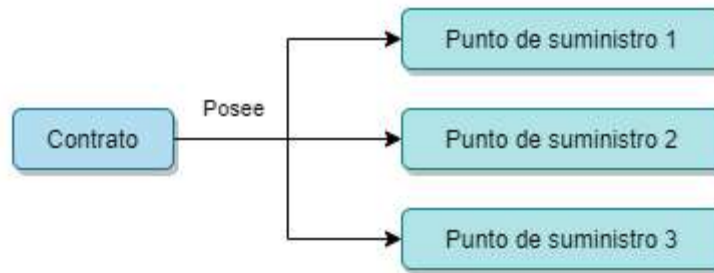 Punto de suministro 1
Posee
Contrato
Punto de suministro 2
Punto de suministro 3